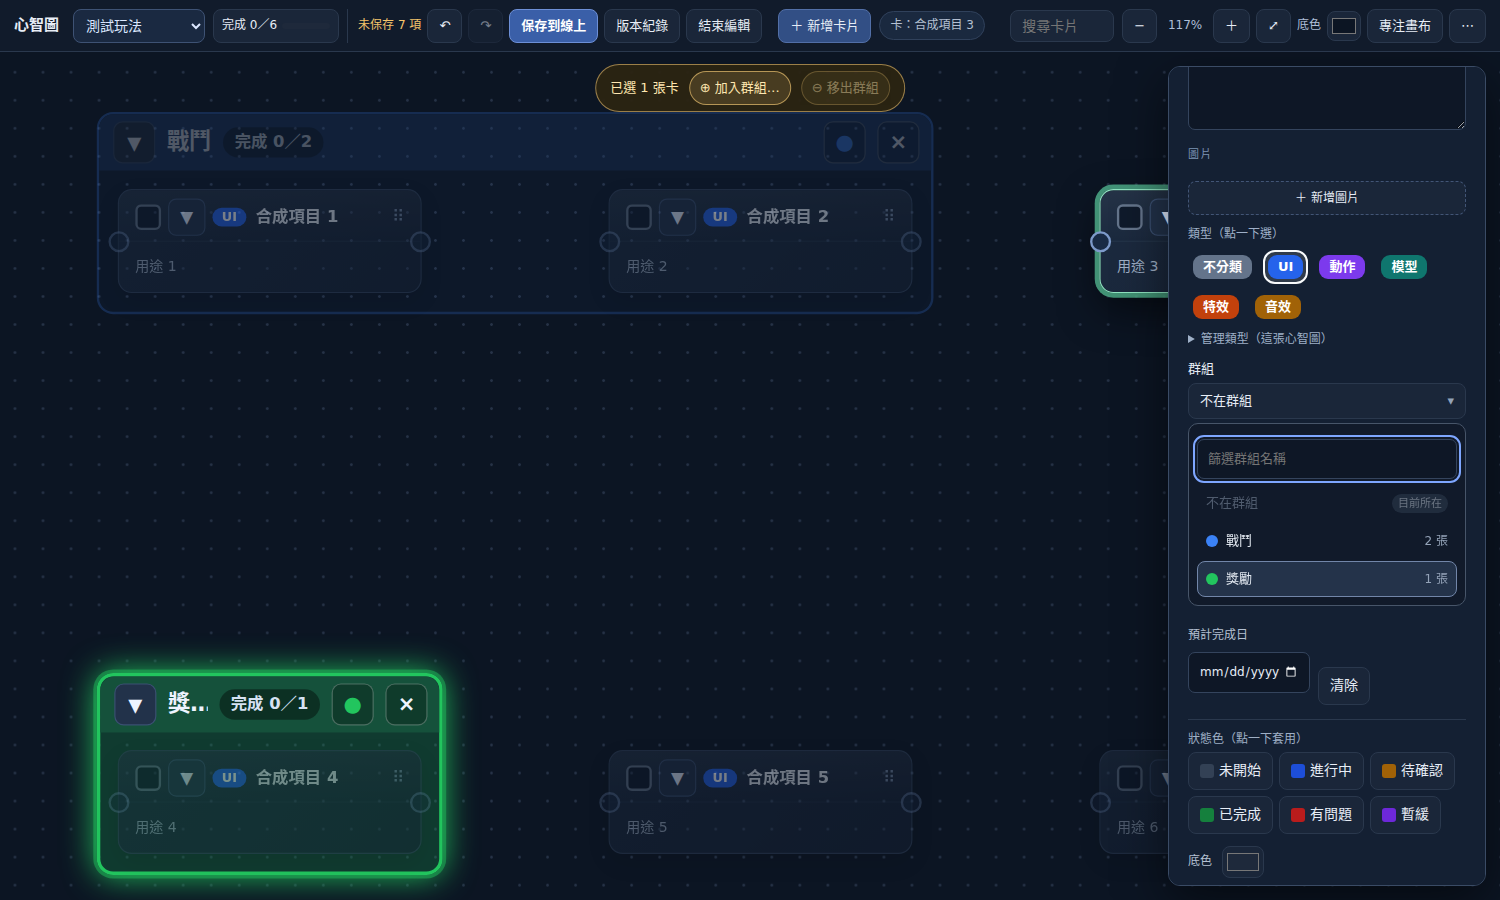 心智圖 測試玩法 完成 0／6 未保存 7 項 ↶ ↷ 保存到線上 版本紀錄 結束編輯 ＋ 新增卡片 卡：合成項目 3 搜尋卡片 − 117% ＋ ⤢ 底色 專注畫布 ⋯
已選 1 張卡 ⊕ 加入群組… ⊖ 移出群組
▼ 戰鬥 完成 0／2 ● ×
▼ UI 合成項目 1 ⠿
用途 1
▼ UI 合成項目 2 ⠿
用途 2
用途 3
▼ 獎… 完成 0／1 ● ×
▼ UI 合成項目 4 ⠿
用途 4
▼ UI 合成項目 5 ⠿
用途 5
用途 6
圖片
＋ 新增圖片
類型（點一下選）
不分類 UI 動作 模型
特效 音效
▶ 管理類型（這張心智圖）
群組
不在群組 ▾
篩選群組名稱
不在群組 目前所在
戰鬥 2 張
獎勵 1 張
預計完成日
mm/dd/yyyy
清除
狀態色（點一下套用）
未開始 進行中 待確認
已完成 有問題 暫緩
底色